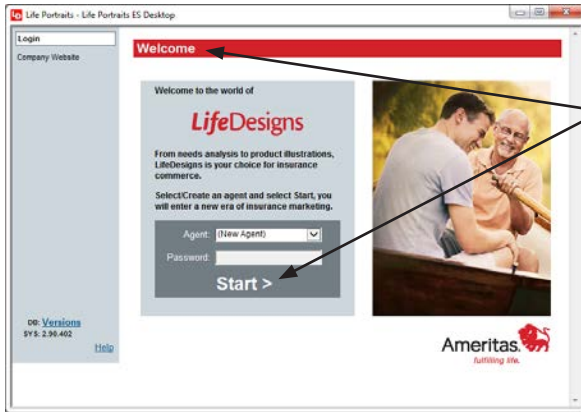 Life Portraits - Life Portraits ES Desktop
Login
Company Website
Welcome
Welcome to the world of
LifeDesigns
From needs analysis to product illustrations,
LifeDesigns is your choice for insurance
commerce.
Select/Create an agent and select Start, you
will enter a new era of insurance marketing.
Agent: (New Agent)
Password:
Start >
DB: Versions
SYS: 2.90.402
Help
Ameritas
fulfilling life.